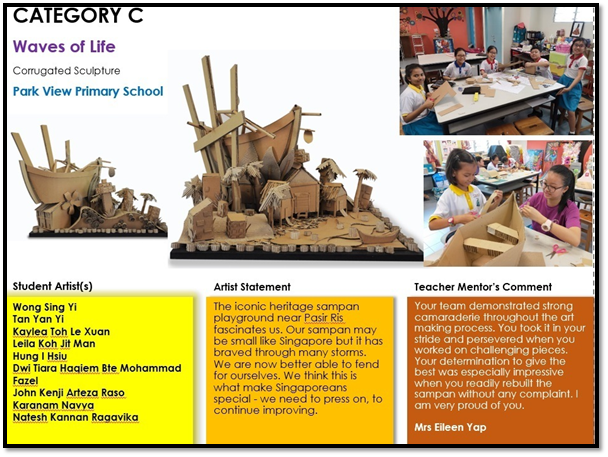 CATEGORY C
Waves of Life
Corrugated Sculpture
Park View Primary School
Student Artist(s)
Wong Sing Yi
Tan Yan Yi
Kaylea Toh Le Xuan
Leila Koh Jit Man
Hung I Hsiu
Dwi Tiara Haqiem Bte Mohammad
Fazel
John Kenji Arteza Raso
Karanam Navya
Natesh Kannan Ragavika
Artist Statement
The iconic heritage sampan
playground near Pasir Ris
fascinates us. Our sampan may
be small like Singapore but it has
braved through many storms.
We are now better able to fend
for ourselves. We think this is
what make Singaporeans
special - we need to press on, to
continue improving.
Teacher Mentor's Comment
Your team demonstrated strong
camaraderie throughout the art
making process. You took it in your
stride and persevered when you
worked on challenging pieces.
Your determination to give the
best was especially impressive
when you readily rebuilt the
sampan without any complaint. I
am very proud of you.
Mrs Eileen Yap